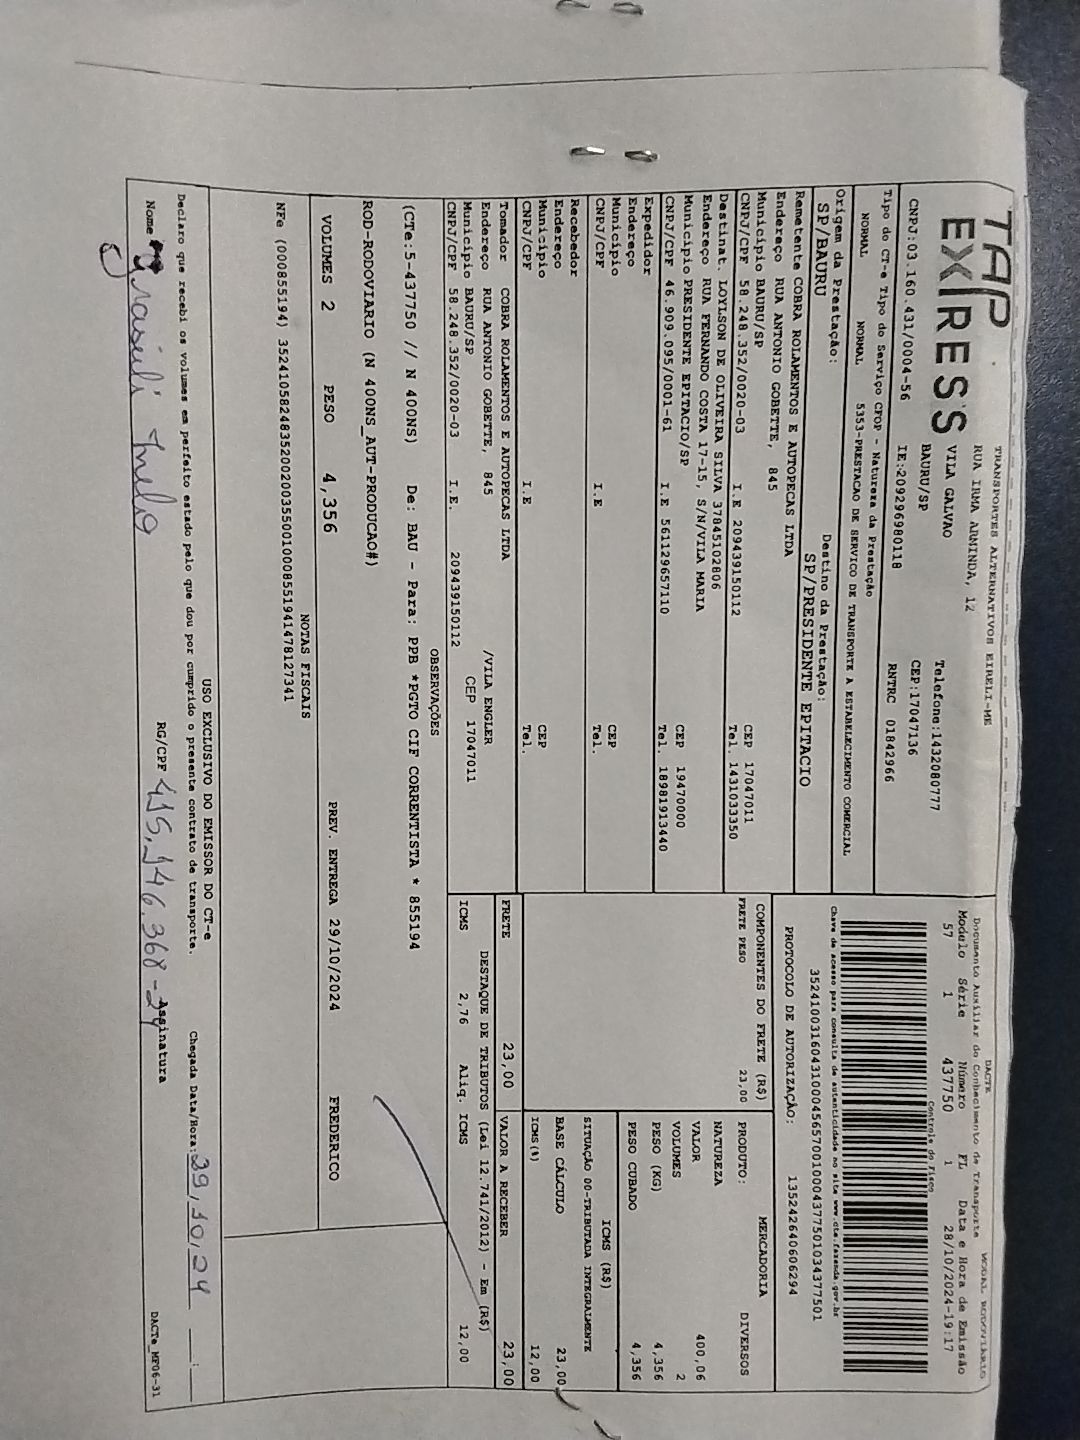 TAP
EXPRESS
TRANSPORTES ALTERNATIVOS EIRELI-ME
RUA IRMA ARMINDA, 12
VILA GALVAO
BAURU/SP
Telefone:1432080777
CEP:17047136
CNPJ:03.160.431/0004-56 IE:209296980118 RNTRC 01842966
Tipo do CT-e Tipo do Serviço CFOP - Natureza da Prestação
NORMAL NORMAL 5353-PRESTACAO DE SERVICO DE TRANSPORTE A ESTABELECIMENTO COMERCIAL
Origem da Prestação: Destino da Prestação:
SP/BAURU SP/PRESIDENTE EPITACIO
DACTE MODAL RODOVIÁRIO
Documento Auxiliar do Conhecimento de Transporte
Modelo Série Número FL Data e Hora de Emissão
57 1 437750 1 28/10/2024-19:17
Controle do Fisco
Chave de acesso para consulta de autenticidade no site www.cte.fazenda.gov.br
35241003160431000456570010004377501034377501
PROTOCOLO DE AUTORIZAÇÃO: 135242640606294
Remetente COBRA ROLAMENTOS E AUTOPECAS LTDA
Endereço RUA ANTONIO GOBETTE, 845
Município BAURU/SP CEP 17047011
CNPJ/CPF 58.248.352/0020-03 I.E 209439150112 Tel. 1431033350
Destinat. LOYLSON DE OLIVEIRA SILVA 37845102806
Endereço RUA FERNANDO COSTA 17-15, S/N/VILA MARIA
Município PRESIDENTE EPITACIO/SP CEP 19470000
CNPJ/CPF 46.909.095/0001-61 I.E 561129657110 Tel. 18981913440
Expedidor
Endereço
Município CEP
CNPJ/CPF I.E Tel.
Recebedor
Endereço
Município CEP
CNPJ/CPF I.E Tel.
Tomador COBRA ROLAMENTOS E AUTOPECAS LTDA
Endereço RUA ANTONIO GOBETTE, 845 /VILA ENGLER
Município BAURU/SP CEP 17047011
CNPJ/CPF 58.248.352/0020-03 I.E. 209439150112
COMPONENTES DO FRETE (R$)
FRETE PESO 23,00
PRODUTO: MERCADORIA
NATUREZA DIVERSOS
VALOR 400,06
VOLUMES 2
PESO (KG) 4,356
PESO CUBADO 4,356
ICMS (R$)
SITUAÇÃO 00-TRIBUTADA INTEGRALMENTE
BASE CÁLCULO 23,00
ICMS(%) 12,00
FRETE 23,00 VALOR A RECEBER 23,00
DESTAQUE DE TRIBUTOS (Lei 12.741/2012) - Em (R$)
ICMS 2,76 Aliq. ICMS 12,00
OBSERVAÇÕES
(CTe.:5-437750 // N 400NS) De: BAU - Para: PPB *PGTO CIF CORRENTISTA * 855194
ROD-RODOVIARIO (N 400NS_AUT-PRODUCAO#)
VOLUMES 2 PESO 4,356 PREV. ENTREGA 29/10/2024 FREDERICO
NOTAS FISCAIS
NFe (000855194) 35241058248352002003550010008551941478127341
USO EXCLUSIVO DO EMISSOR DO CT-e
Declaro que recebi os volumes em perfeito estado pelo que dou por cumprido o presente contrato de transporte. Chegada Data/Hora: 29/10/24 __:__
Nome RG/CPF 415.146.368-24 Assinatura
DACTe_MF06-31